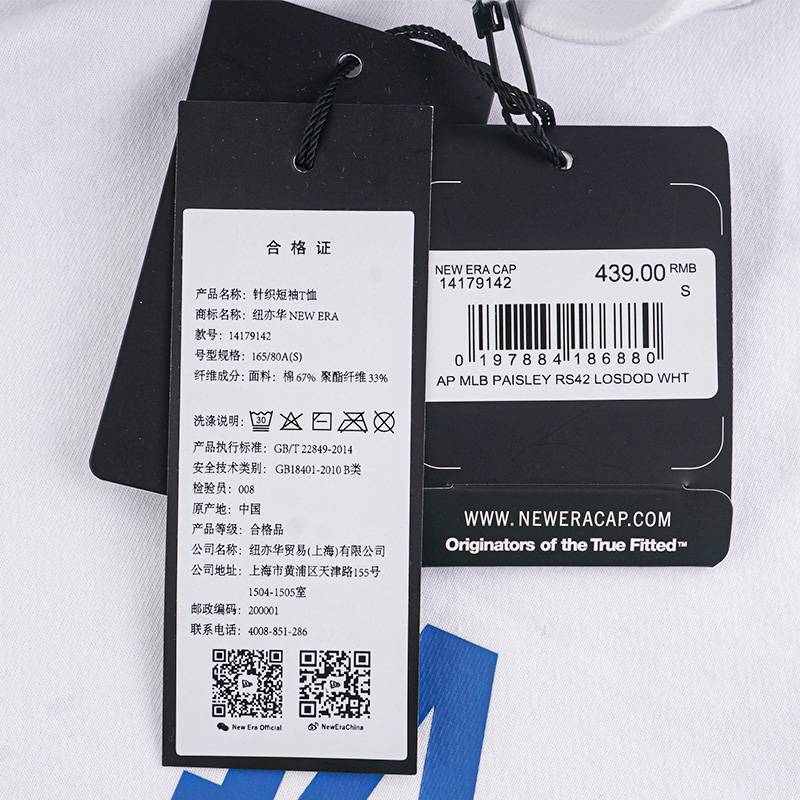 合格证
产品名称: 针织短袖T恤
商标名称: 纽亦华 NEW ERA
款号: 14179142
号型规格: 165/80A(S)
纤维成分: 面料: 棉 67% 聚酯纤维 33%
洗涤说明: 30
产品执行标准: GB/T 22849-2014
安全技术类别: GB18401-2010 B类
检验员: 008
原产地: 中国
产品等级: 合格品
公司名称: 纽亦华贸易(上海)有限公司
公司地址: 上海市黄浦区天津路155号
1504-1505室
邮政编码: 200001
联系电话: 4008-851-286
New Era Official
NewEraChina
NEW ERA CAP 439.00 RMB
14179142 S
0 197884 186880
AP MLB PAISLEY RS42 LOSDOD WHT
WWW.NEWERACAP.COM
Originators of the True Fitted™